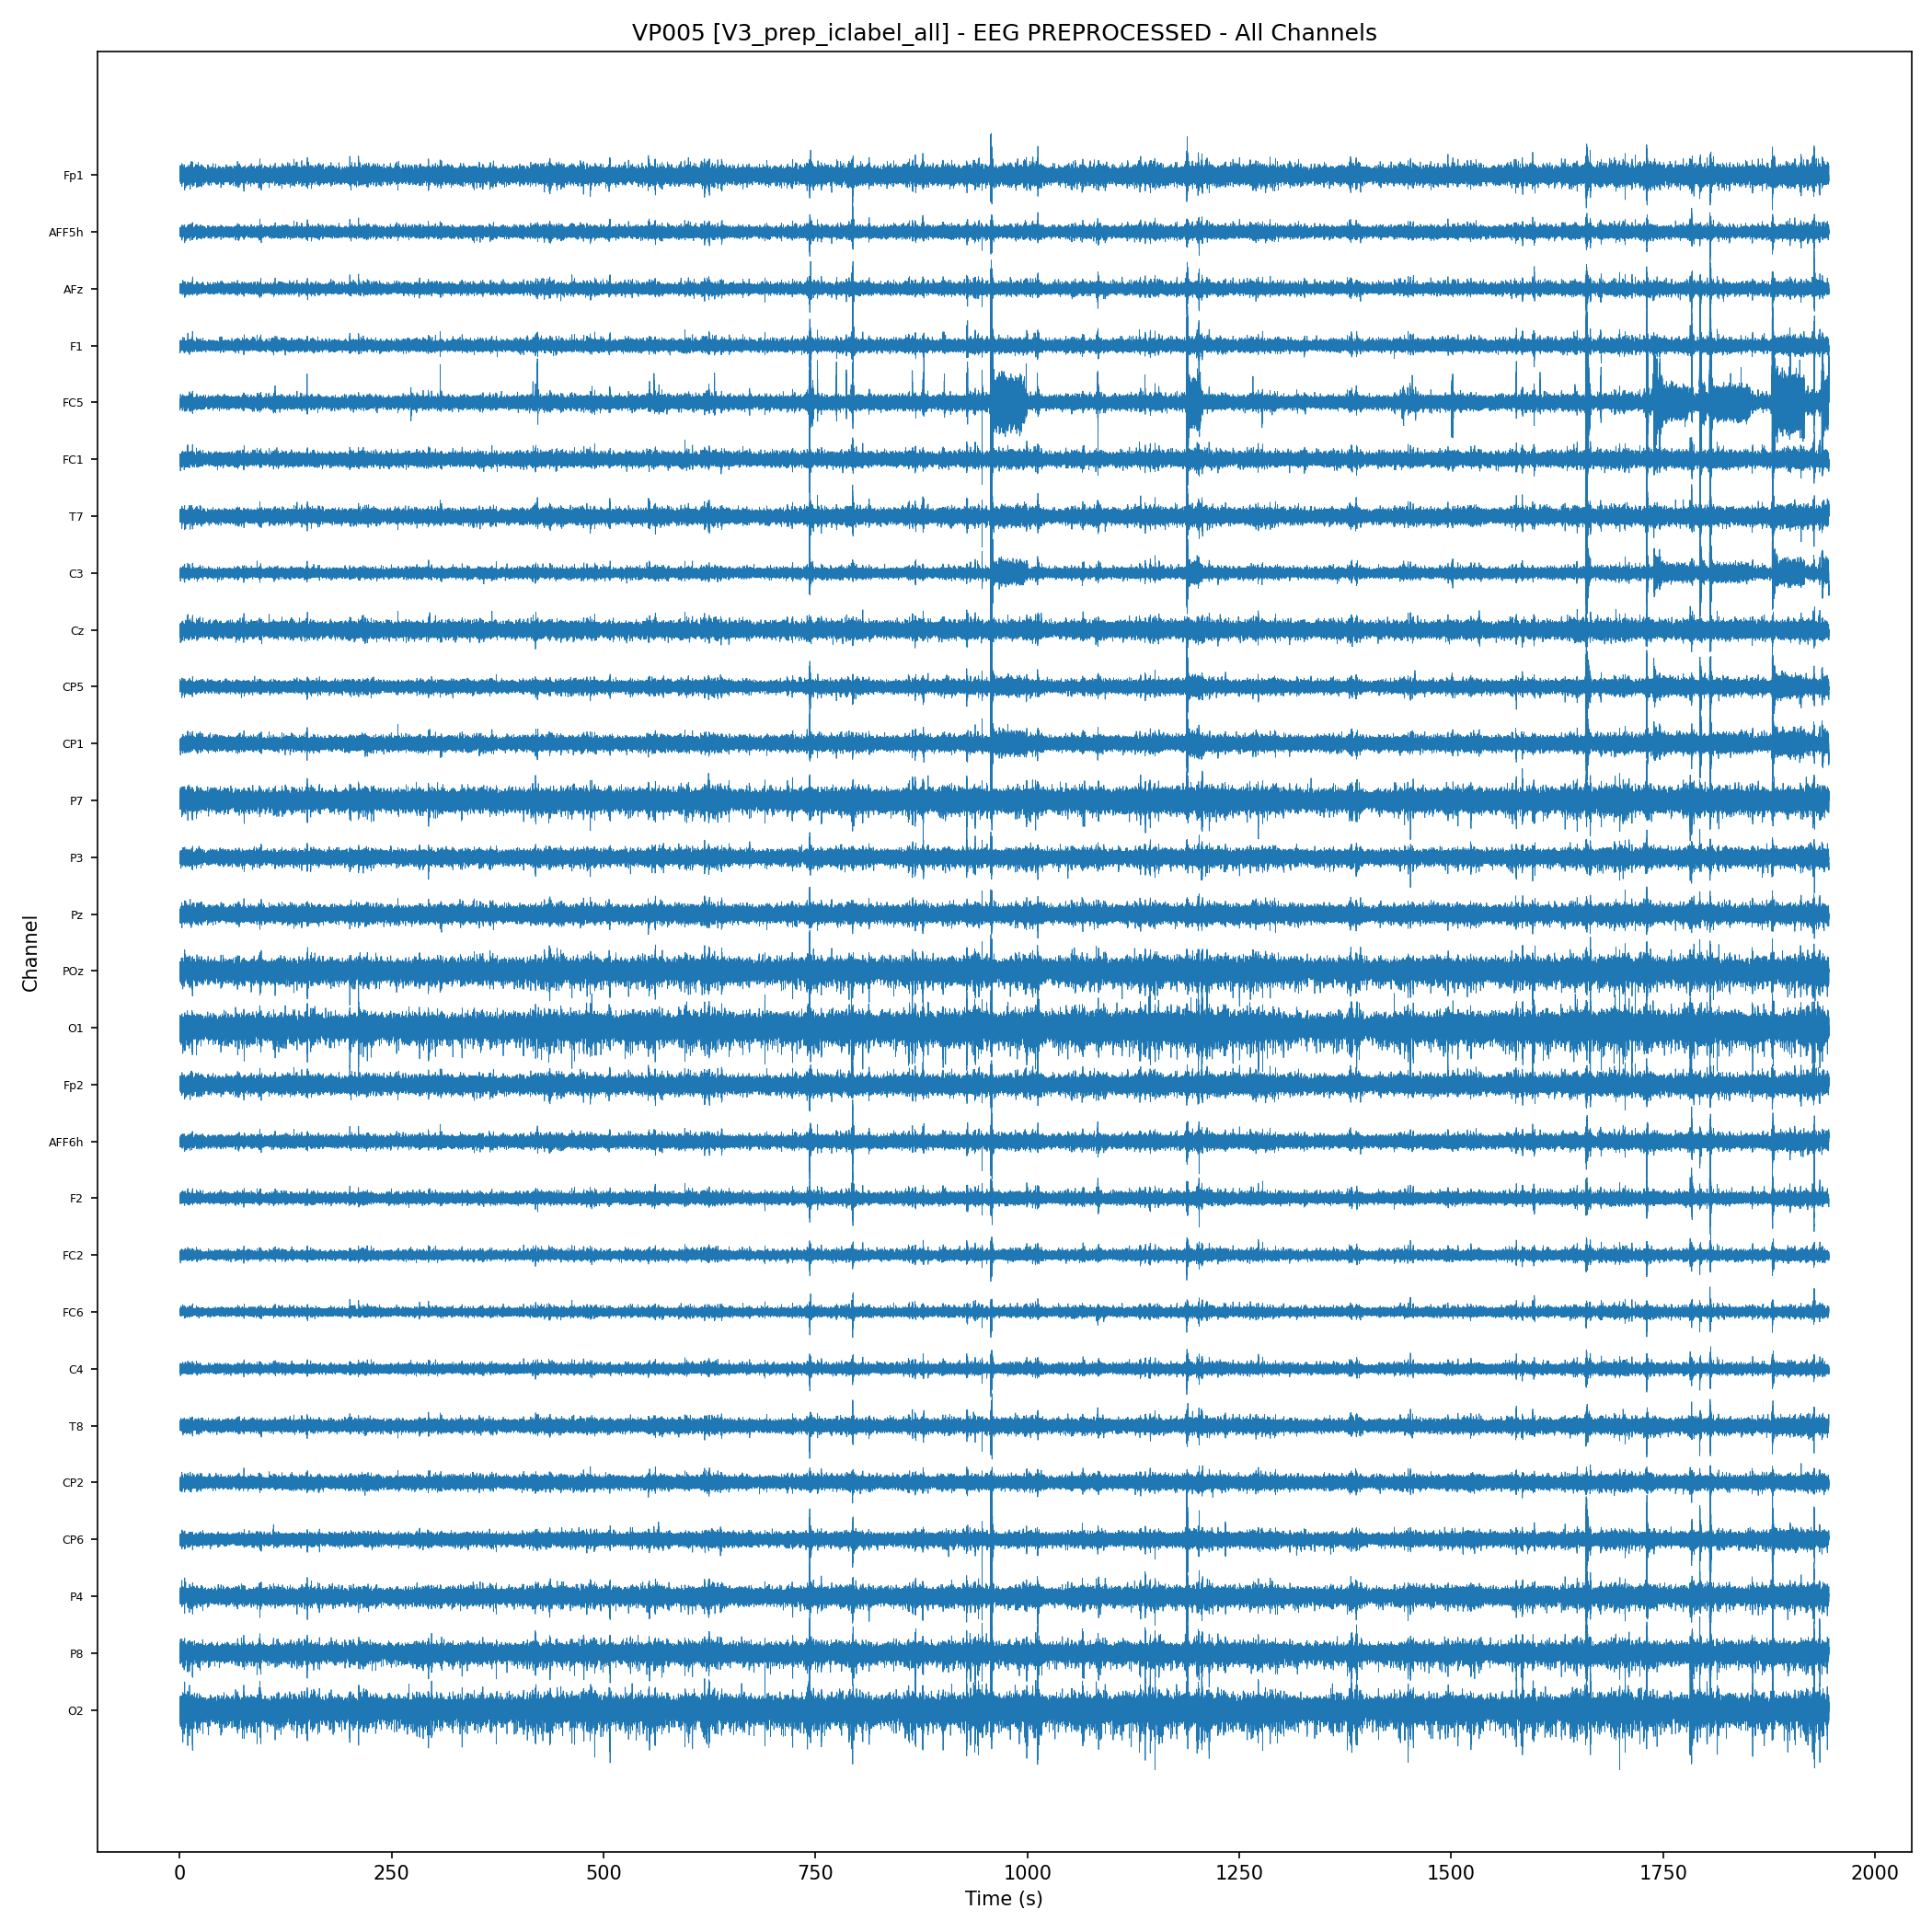 VP005 [V3_prep_iclabel_all] - EEG PREPROCESSED - All Channels
Fp1
AFF5h
AFz
F1
FC5
FC1
T7
C3
Cz
CP5
CP1
P7
P3
Pz
POz
O1
Fp2
AFF6h
F2
FC2
FC6
C4
T8
CP2
CP6
P4
P8
O2
Channel
0 250 500 750 1000 1250 1500 1750 2000
Time (s)